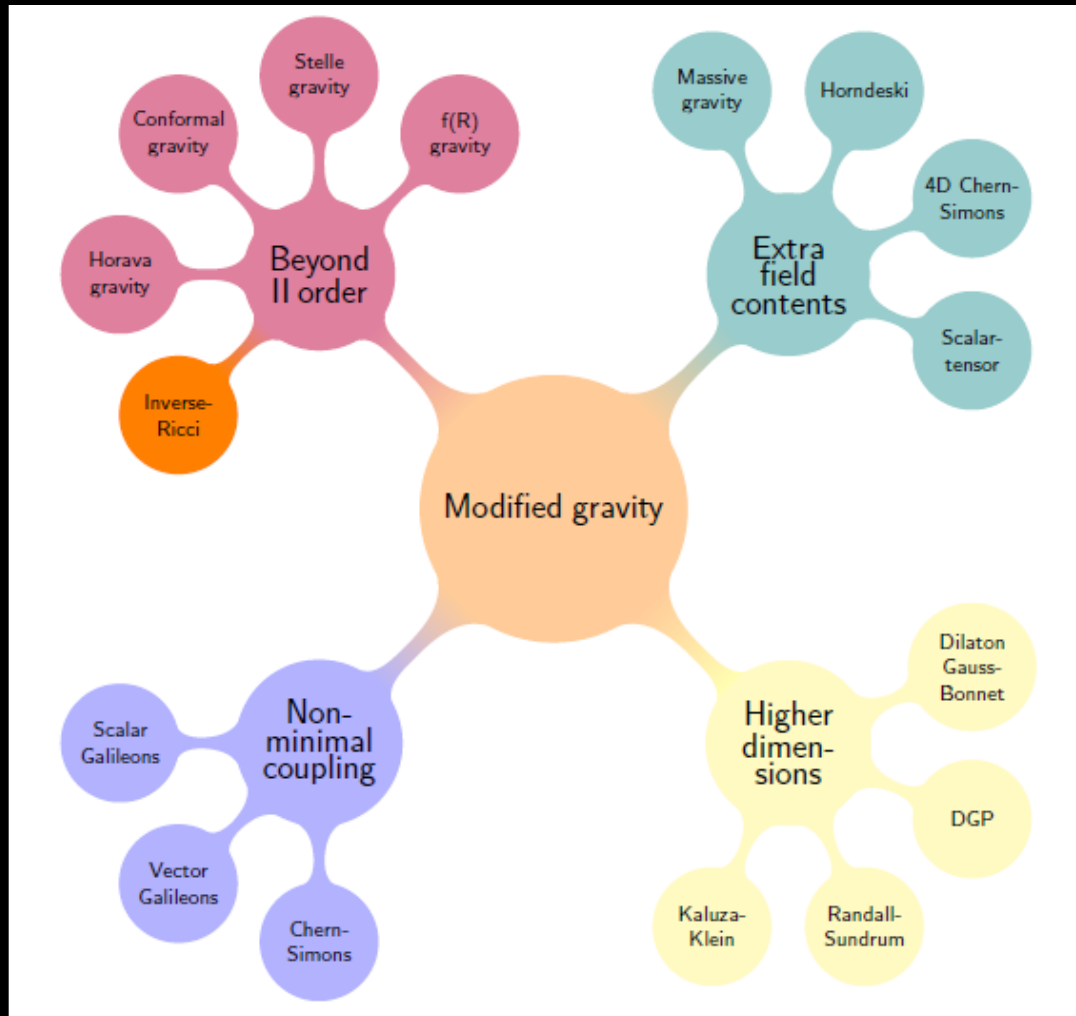 Stelle
gravity
Conformal
gravity
f(R)
gravity
Horava
gravity
Beyond
II order
Inverse-
Ricci
Massive
gravity
Horndeski
4D Chern-
Simons
Extra
field
contents
Scalar-
tensor
Modified gravity
Scalar
Galileons
Non-
minimal
coupling
Vector
Galileons
Chern-
Simons
Dilaton
Gauss-
Bonnet
Higher
dimen-
sions
DGP
Kaluza-
Klein
Randall-
Sundrum